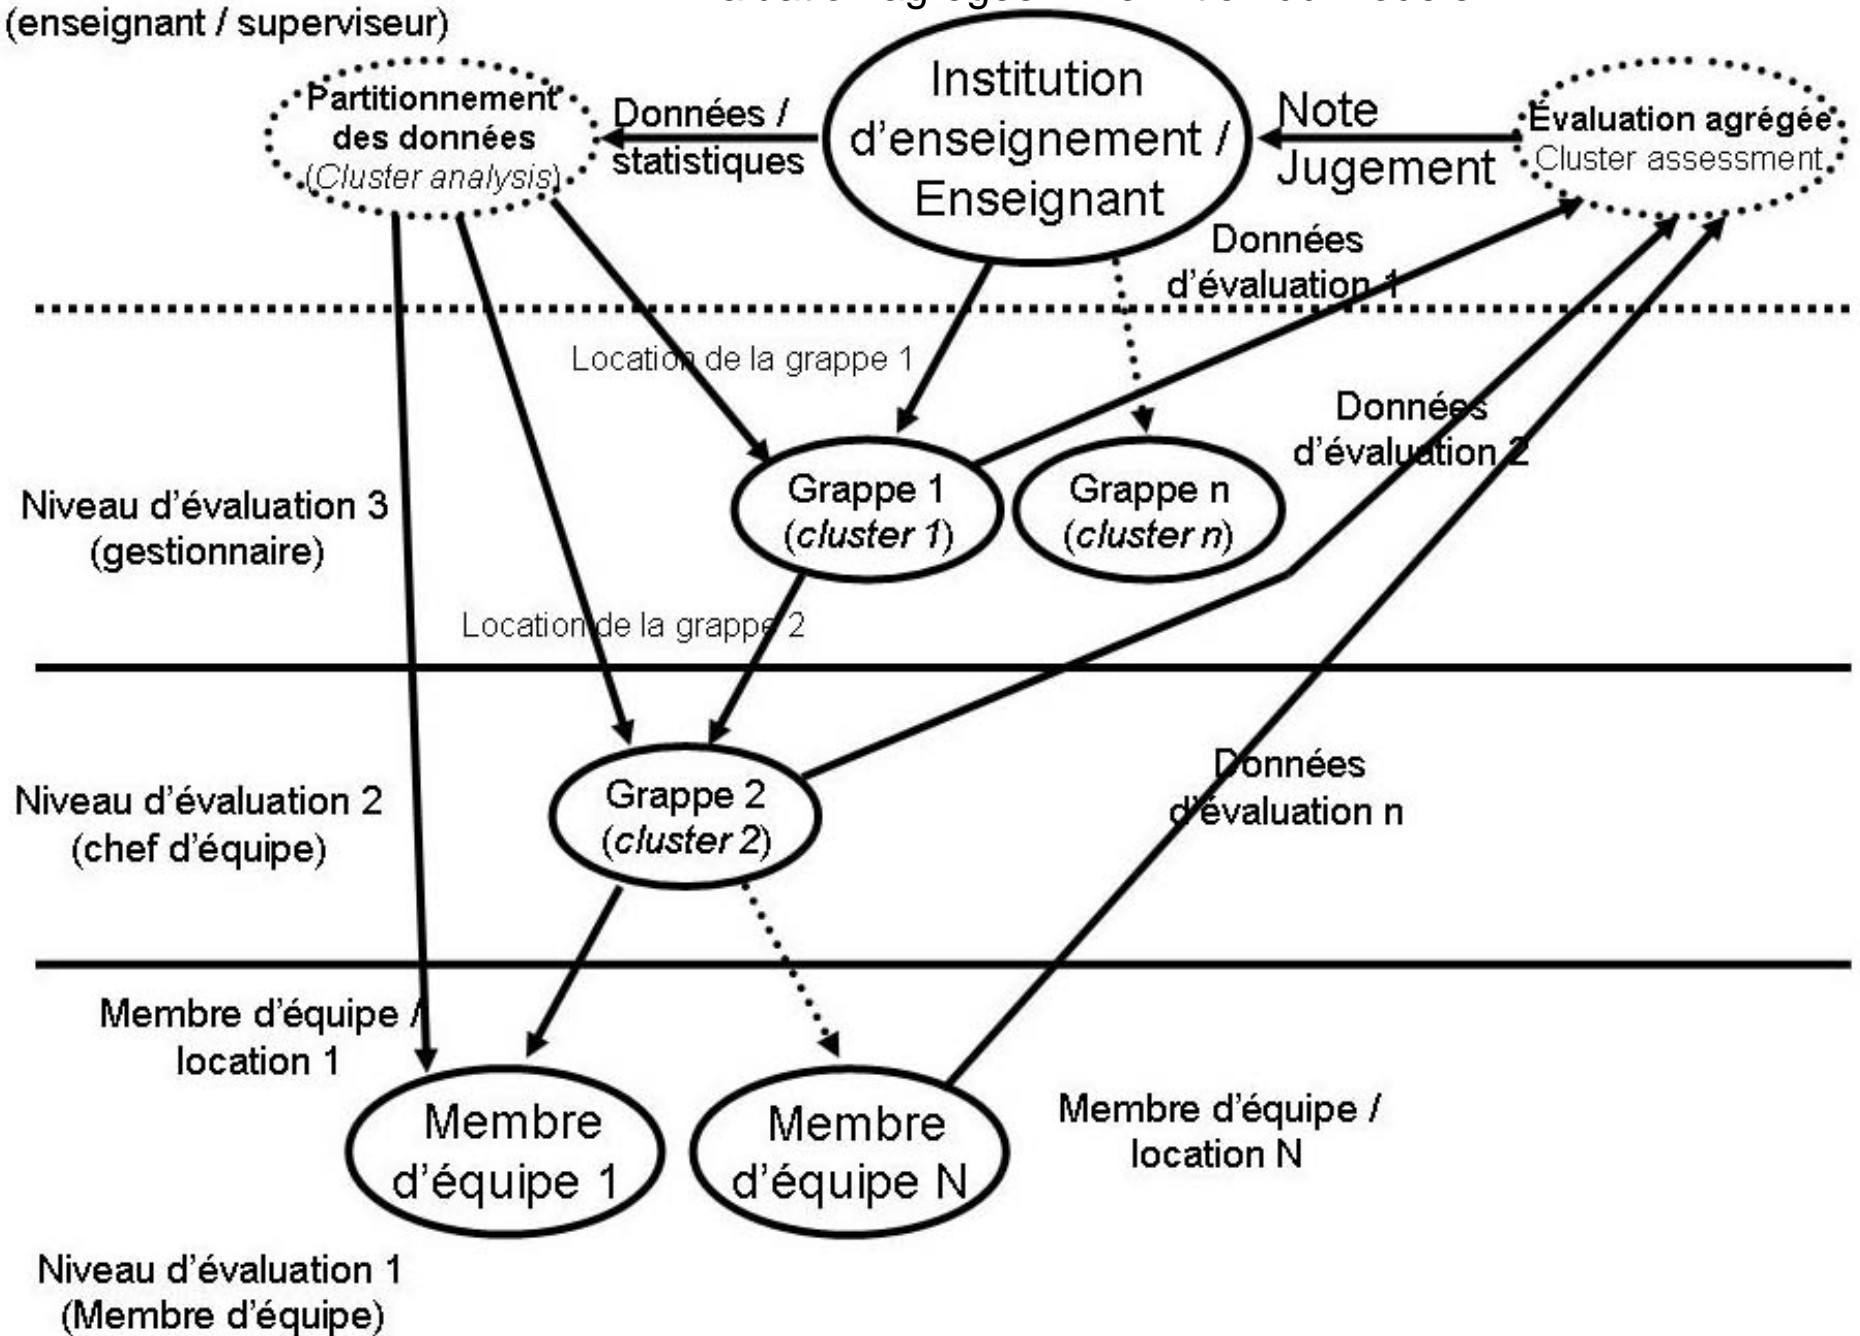 (enseignant / superviseur)
Partitionnement
des données
(Cluster analysis)
Données /
statistiques
Institution
d'enseignement /
Enseignant
Note
Jugement
Évaluation agrégée
Cluster assessment
Données
d'évaluation 1
Location de la grappe 1
Données
d'évaluation 2
Niveau d'évaluation 3
(gestionnaire)
Grappe 1
(cluster 1)
Grappe n
(cluster n)
Location de la grappe 2
Niveau d'évaluation 2
(chef d'équipe)
Grappe 2
(cluster 2)
Données
d'évaluation n
Membre d'équipe /
location 1
Membre
d'équipe 1
Membre
d'équipe N
Membre d'équipe /
location N
Niveau d'évaluation 1
(Membre d'équipe)